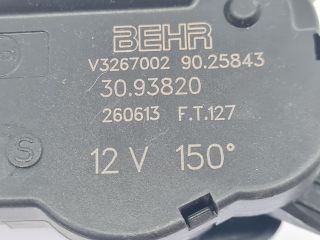 BEHR
V3267002 90.25843
30.93820
260613 F.T.127
S
12 V 150°